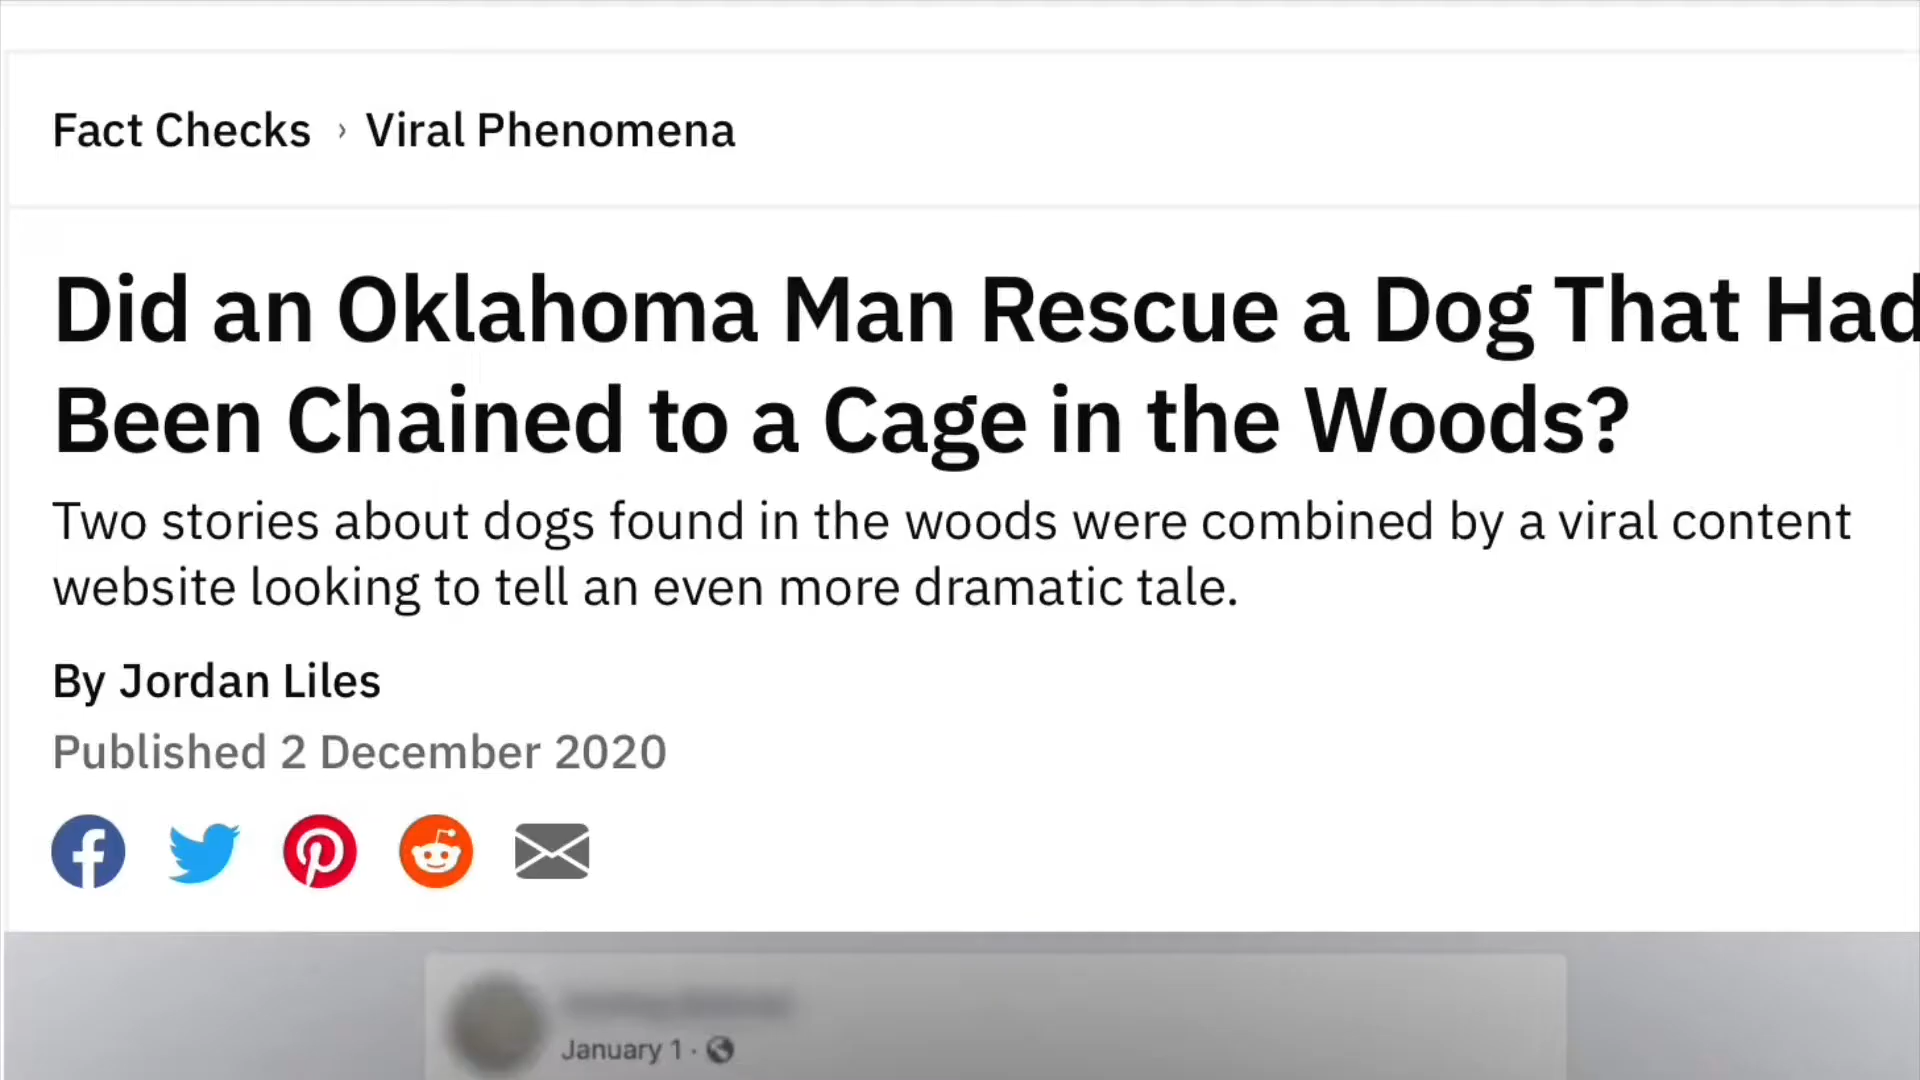 Fact Checks › Viral Phenomena
Did an Oklahoma Man Rescue a Dog That Had
Been Chained to a Cage in the Woods?
Two stories about dogs found in the woods were combined by a viral content
website looking to tell an even more dramatic tale.
By Jordan Liles
Published 2 December 2020
January 1 ·